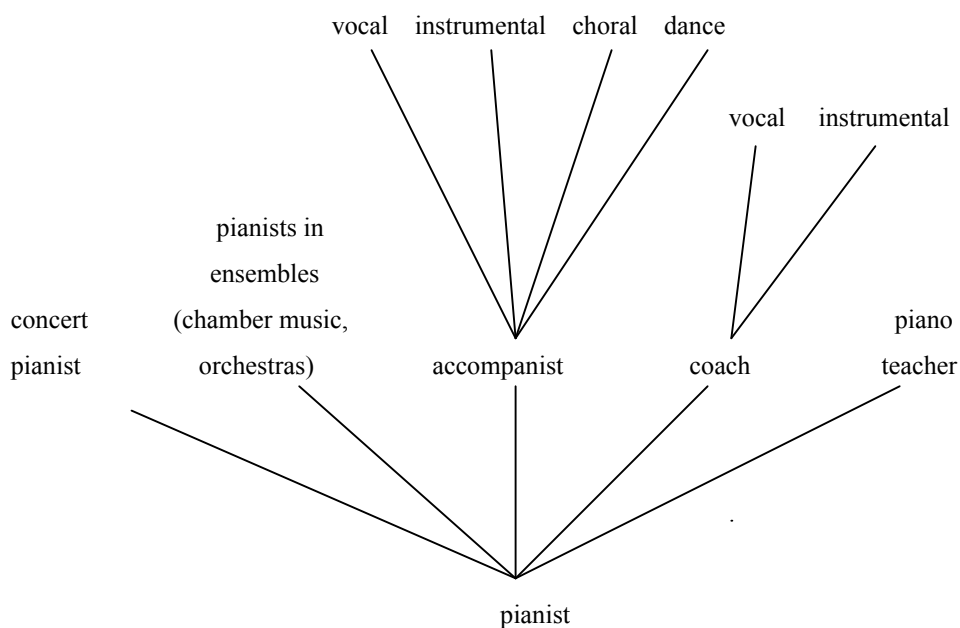 vocal instrumental choral dance
vocal instrumental
pianists in
ensembles
concert (chamber music, piano
pianist orchestras) accompanist coach teacher
pianist